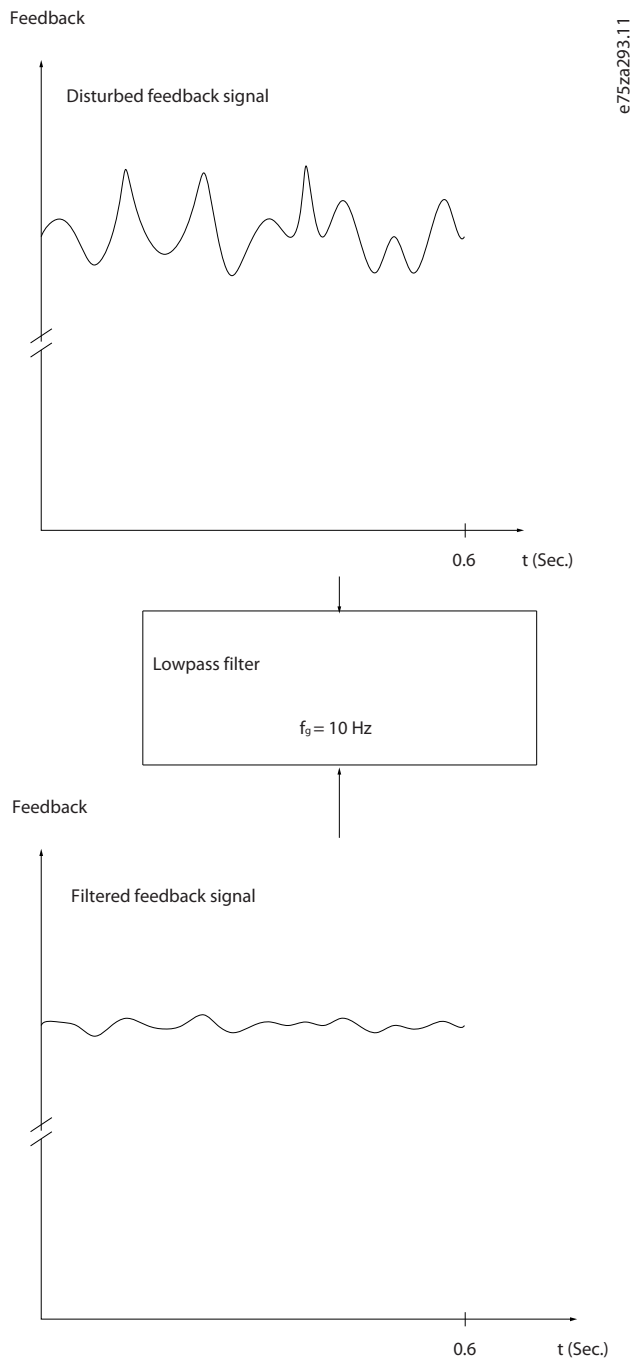 Feedback
e75za293.11
Disturbed feedback signal
0.6
t (Sec.)
Lowpass filter
fg = 10 Hz
Feedback
Filtered feedback signal
0.6
t (Sec.)